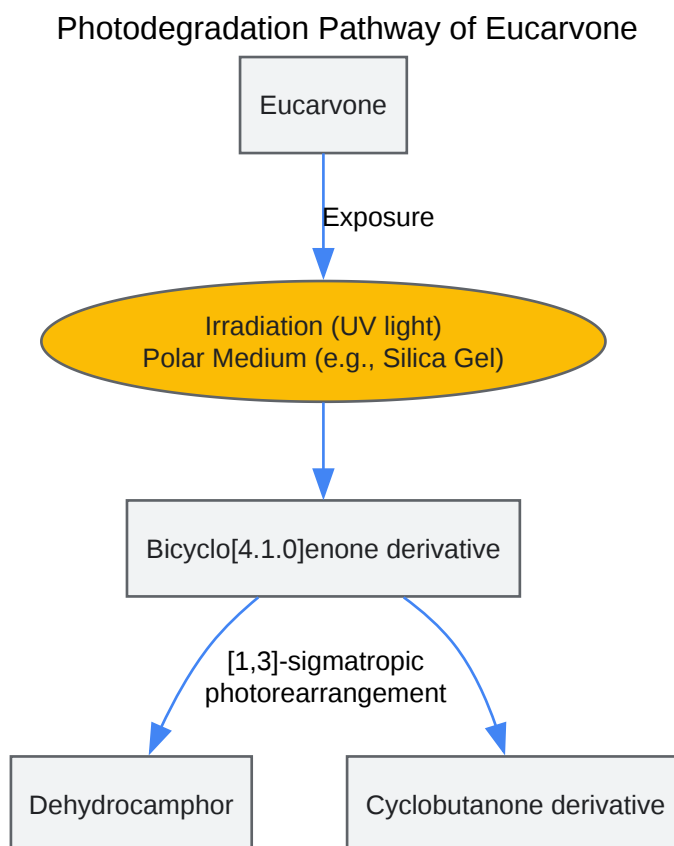 Photodegradation Pathway of Eucarvone
Eucarvone
Exposure
Irradiation (UV light)
Polar Medium (e.g., Silica Gel)
Bicyclo[4.1.0]enone derivative
[1,3]-sigmatropic
photorearrangement
Dehydrocamphor
Cyclobutanone derivative